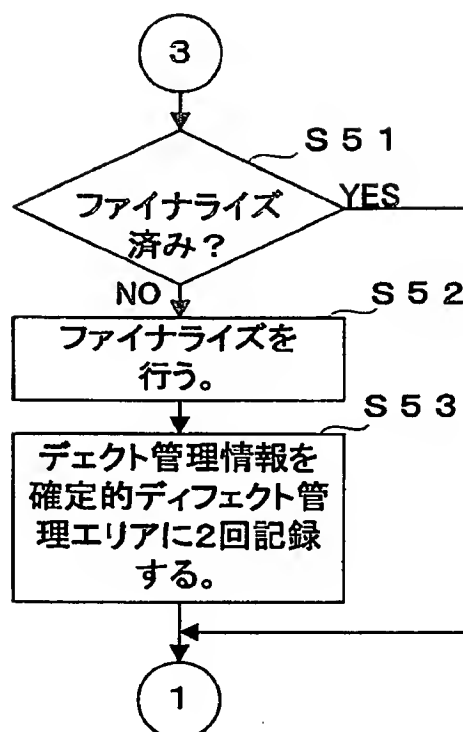 3
S51
ファイナライズ
済み?
YES
NO
S52
ファイナライズを
行う。
S53
デェクト管理情報を
確定的ディフェクト管
理エリアに2回記録
する。
1